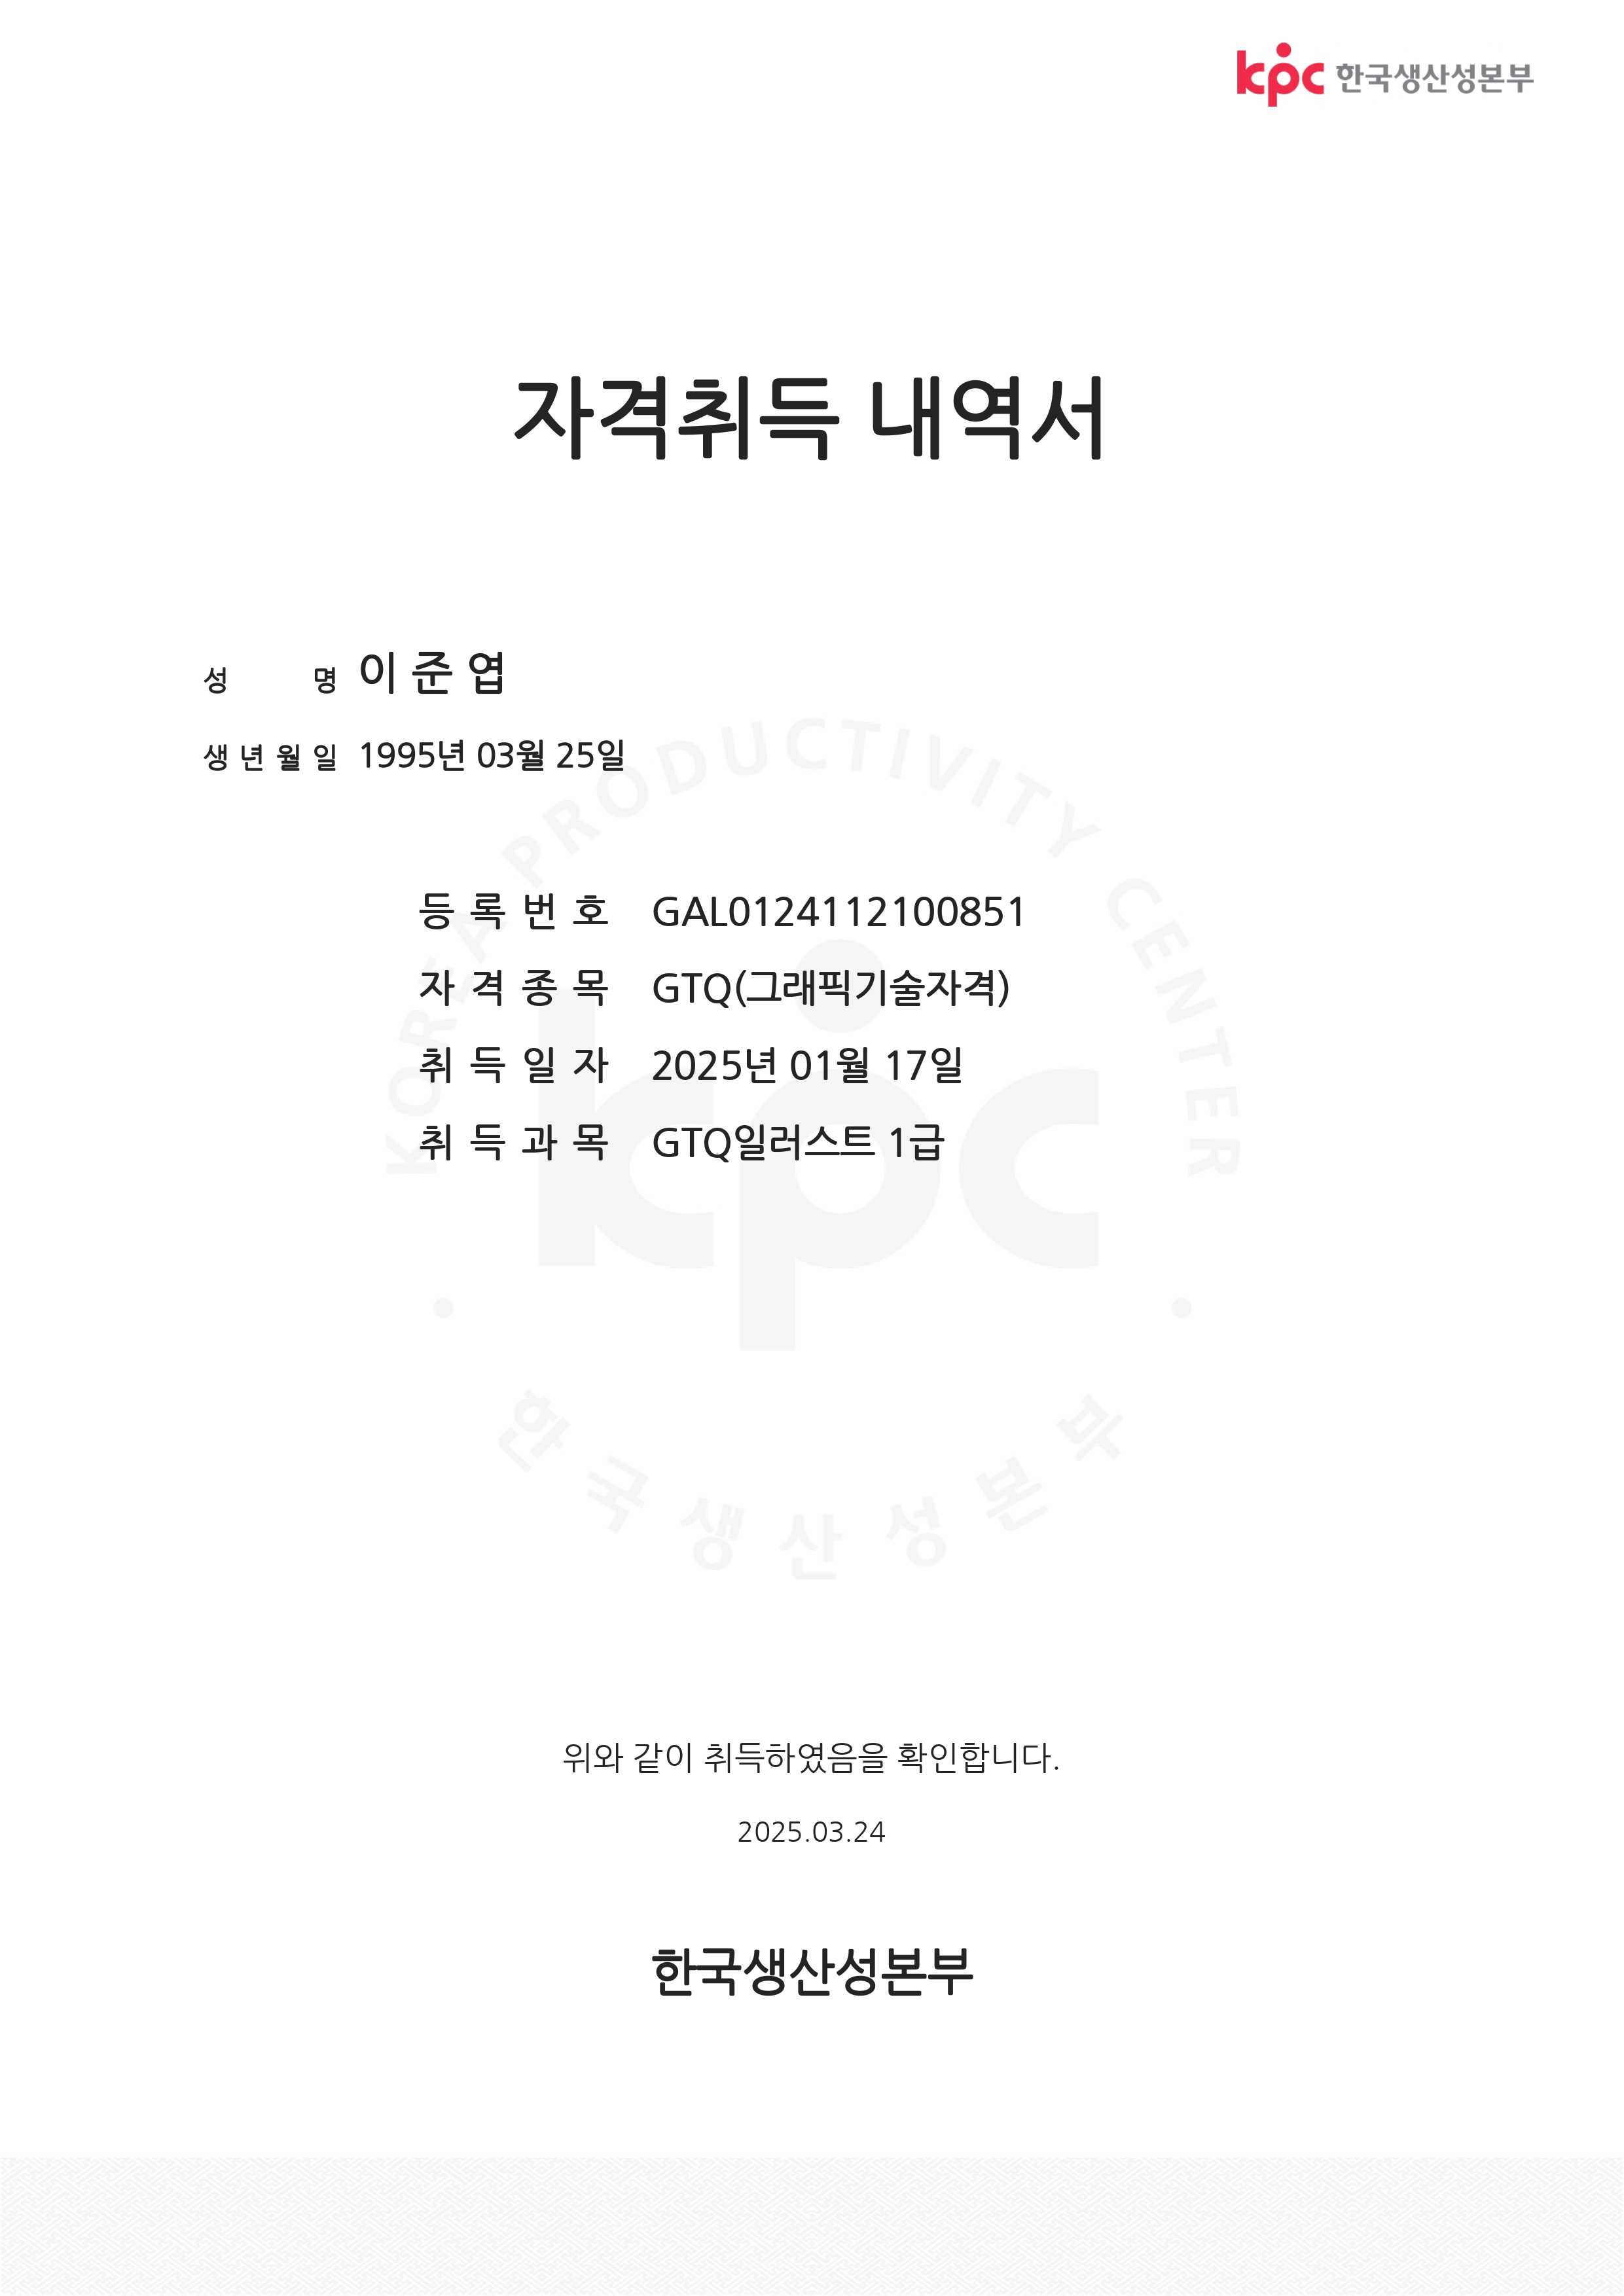 kpc 한국생산성본부
자격취득 내역서
성 명 이 준 엽
생 년 월 일 1995년 03월 25일
KOREA PRODUCTIVITY CENTER
등 록 번 호 GAL0124112100851
자 격 종 목 GTQ(그래픽기술자격)
취 득 일 자 2025년 01월 17일
취 득 과 목 GTQ일러스트 1급
kpc
한국생산성본부
위와 같이 취득하였음을 확인합니다.
2025.03.24
한국생산성본부